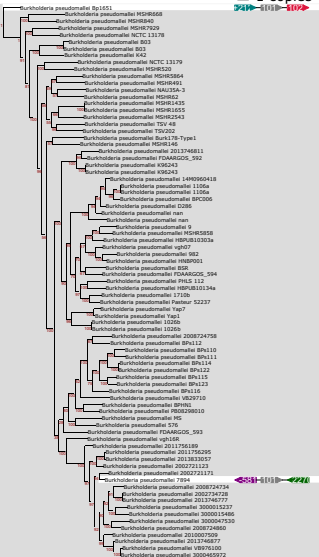 Burkholderia pseudomallei Bp1651
Burkholderia pseudomallei MSHR668
Burkholderia pseudomallei MSHR840
Burkholderia pseudomallei MSHR7929
Burkholderia pseudomallei NCTC 13178
Burkholderia pseudomallei B03
Burkholderia pseudomallei B03
Burkholderia pseudomallei K42
Burkholderia pseudomallei NCTC 13179
Burkholderia pseudomallei MSHR520
Burkholderia pseudomallei MSHR5864
Burkholderia pseudomallei MSHR491
Burkholderia pseudomallei NAU35A-3
Burkholderia pseudomallei MSHR62
Burkholderia pseudomallei MSHR1435
Burkholderia pseudomallei MSHR1655
Burkholderia pseudomallei MSHR2543
Burkholderia pseudomallei TSV 48
Burkholderia pseudomallei TSV202
Burkholderia pseudomallei Burk178-Type1
Burkholderia pseudomallei MSHR146
Burkholderia pseudomallei 2013746811
Burkholderia pseudomallei FDAARGOS_592
Burkholderia pseudomallei K96243
Burkholderia pseudomallei K96243
Burkholderia pseudomallei 14M0960418
Burkholderia pseudomallei 1106a
Burkholderia pseudomallei 1106a
Burkholderia pseudomallei BPC006
Burkholderia pseudomallei D286
Burkholderia pseudomallei nan
Burkholderia pseudomallei nan
Burkholderia pseudomallei 9
Burkholderia pseudomallei MSHR5858
Burkholderia pseudomallei HBPUB10303a
Burkholderia pseudomallei vgh07
Burkholderia pseudomallei 982
Burkholderia pseudomallei HNBP001
Burkholderia pseudomallei BSR
Burkholderia pseudomallei FDAARGOS_594
Burkholderia pseudomallei PHLS 112
Burkholderia pseudomallei HBPUB10134a
Burkholderia pseudomallei 1710b
Burkholderia pseudomallei Pasteur 52237
Burkholderia pseudomallei Yap7
Burkholderia pseudomallei Yap1
Burkholderia pseudomallei 1026b
Burkholderia pseudomallei 1026b
Burkholderia pseudomallei 2008724758
Burkholderia pseudomallei BPs112
Burkholderia pseudomallei BPs110
Burkholderia pseudomallei BPs111
Burkholderia pseudomallei BPs114
Burkholderia pseudomallei BPs122
Burkholderia pseudomallei BPs115
Burkholderia pseudomallei BPs123
Burkholderia pseudomallei BPs116
Burkholderia pseudomallei VB29710
Burkholderia pseudomallei BPHN1
Burkholderia pseudomallei PB08298010
Burkholderia pseudomallei MS
Burkholderia pseudomallei 576
Burkholderia pseudomallei FDAARGOS_593
Burkholderia pseudomallei vgh16R
Burkholderia pseudomallei 2011756189
Burkholderia pseudomallei 2011756295
Burkholderia pseudomallei 2013833057
Burkholderia pseudomallei 2002721123
Burkholderia pseudomallei 2002721171
Burkholderia pseudomallei 7894
Burkholderia pseudomallei 2008724734
Burkholderia pseudomallei 2002734728
Burkholderia pseudomallei 2013746777
Burkholderia pseudomallei 3000015237
Burkholderia pseudomallei 3000015486
Burkholderia pseudomallei 3000047530
Burkholderia pseudomallei 2008724860
Burkholderia pseudomallei 2010007509
Burkholderia pseudomallei 2013746877
Burkholderia pseudomallei VB976100
Burkholderia pseudomallei 3000465972
101
102
581
101